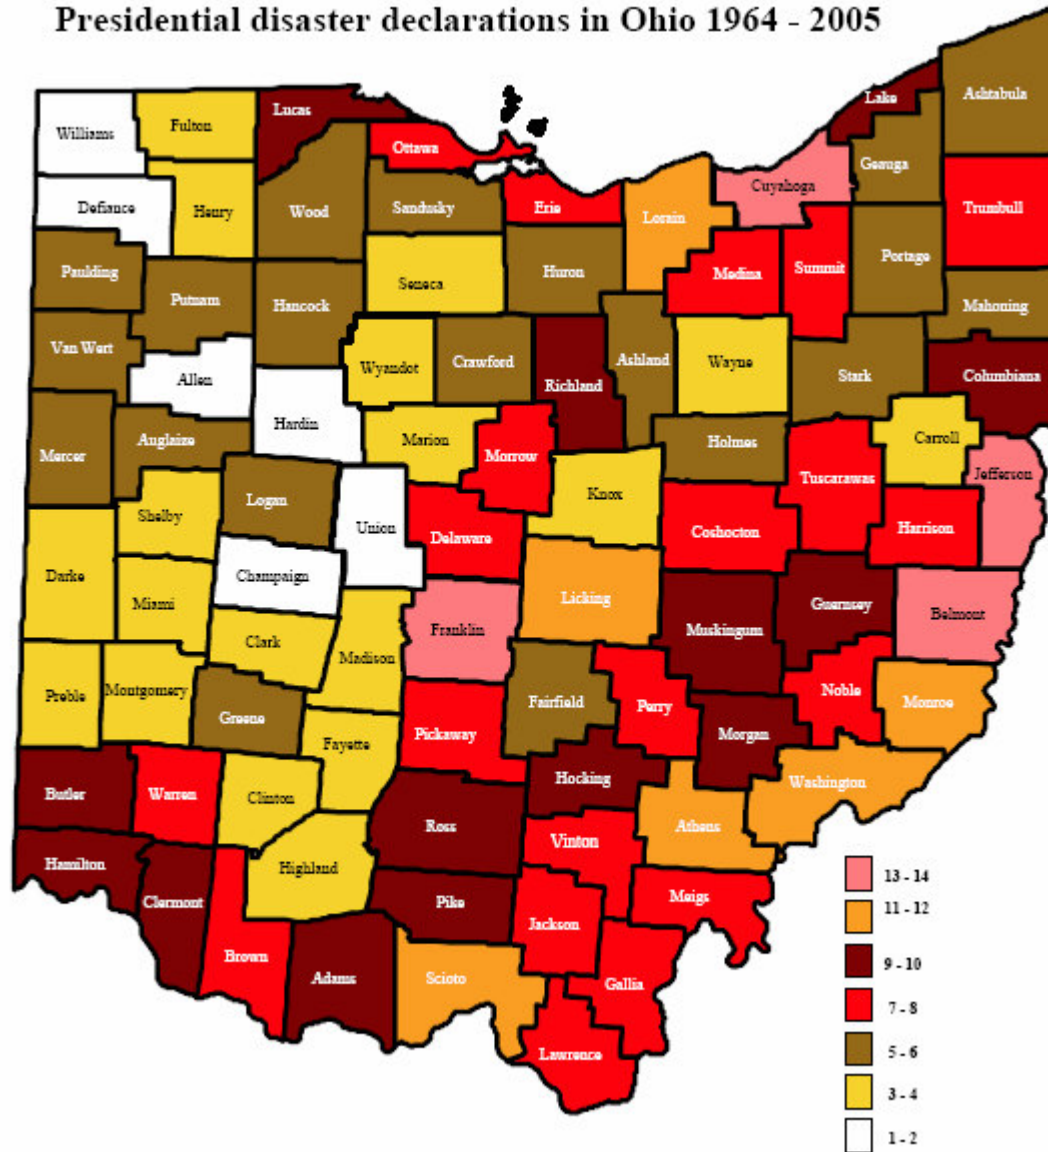 Presidential disaster declarations in Ohio 1964 - 2005
Williams
Fulton
Lucas
Ottawa
Lake
Ashtabula
Defiance
Henry
Wood
Sandusky
Erie
Lorain
Cuyahoga
Geauga
Trumbull
Paulding
Putnam
Hancock
Seneca
Huron
Medina
Summit
Portage
Mahoning
Van Wert
Allen
Wyandot
Crawford
Richland
Ashland
Wayne
Stark
Columbiana
Mercer
Auglaize
Hardin
Marion
Morrow
Holmes
Tuscarawas
Carroll
Jefferson
Shelby
Logan
Union
Delaware
Knox
Coshocton
Harrison
Darke
Miami
Champaign
Franklin
Licking
Muskingum
Guernsey
Belmont
Clark
Madison
Preble
Montgomery
Greene
Fayette
Pickaway
Fairfield
Perry
Morgan
Noble
Monroe
Butler
Warren
Clinton
Ross
Hocking
Athens
Washington
Hamilton
Clermont
Highland
Pike
Vinton
Meigs
Jackson
Brown
Adams
Scioto
Gallia
Lawrence
13 - 14
11 - 12
9 - 10
7 - 8
5 - 6
3 - 4
1 - 2